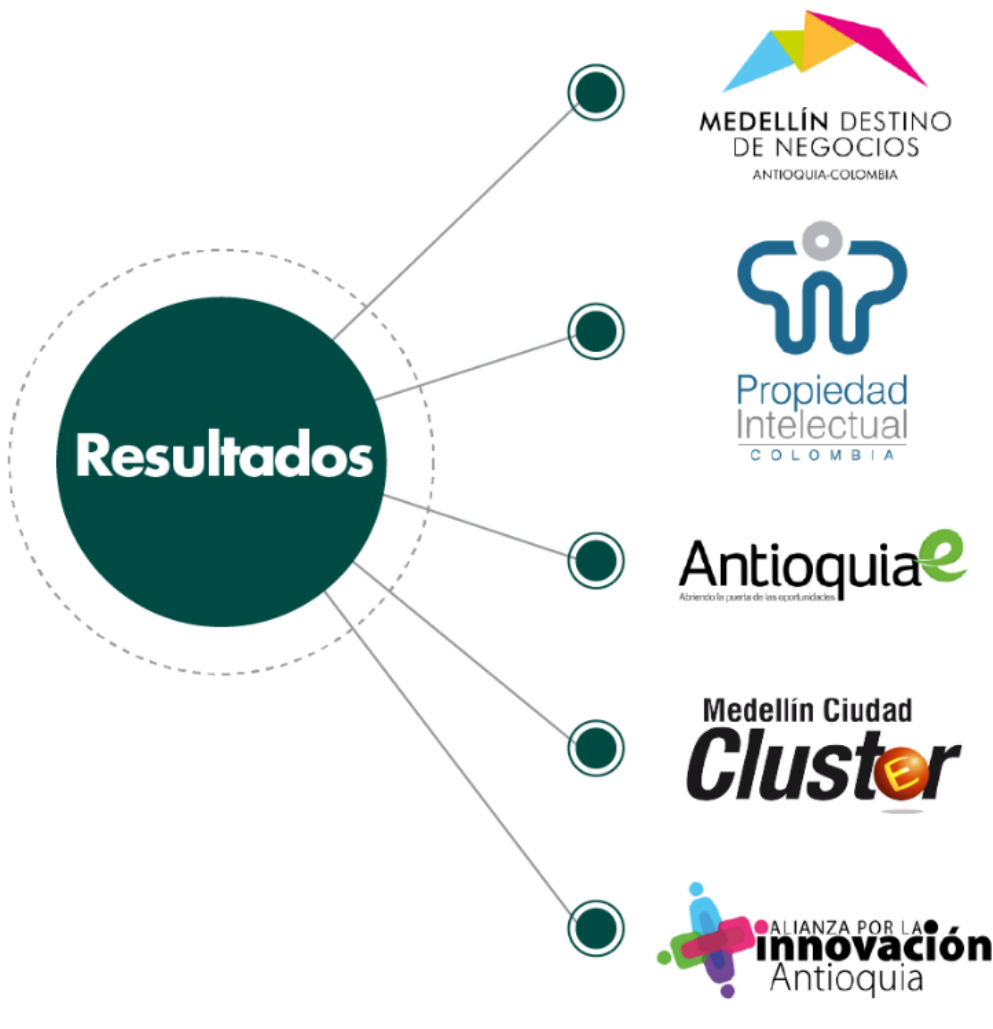 Resultados
MEDELLÍN DESTINO
DE NEGOCIOS
ANTIOQUIA-COLOMBIA
Propiedad
Intelectual
COLOMBIA
Antioquia e
Abriendo la puerta de las oportunidades
Medellín Ciudad
Cluster
ALIANZA POR LA
innovación
Antioquia